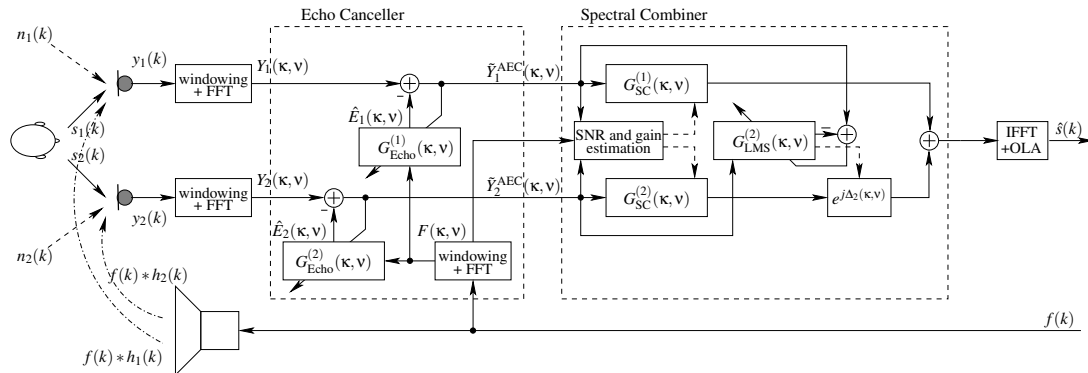 Echo Canceller
Spectral Combiner
n₁(k)
y₁(k)
windowing
+ FFT
Y₁(κ,ν)
Ỹ₁^AEC(κ,ν)
G_SC^(1)(κ,ν)
Ê₁(κ,ν)
G_Echo^(1)(κ,ν)
s₁(k)
s₂(k)
SNR and gain
estimation
G_LMS^(2)(κ,ν)
IFFT
+OLA
ŝ(k)
y₂(k)
windowing
+ FFT
Y₂(κ,ν)
Ỹ₂^AEC(κ,ν)
G_SC^(2)(κ,ν)
e^jΔ₂(κ,ν)
n₂(k)
Ê₂(κ,ν)
F(κ,ν)
G_Echo^(2)(κ,ν)
windowing
+ FFT
f(k) * h₂(k)
f(k)
f(k) * h₁(k)